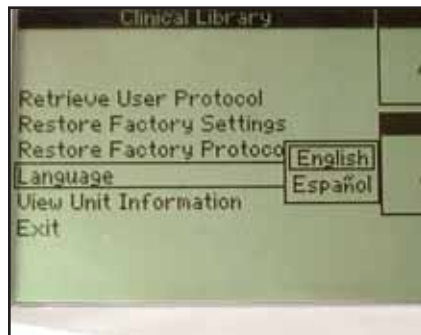 Clinical Library
Retrieve User Protocol
Restore Factory Settings
Restore Factory Protoco
English
Language
Español
View Unit Information
Exit